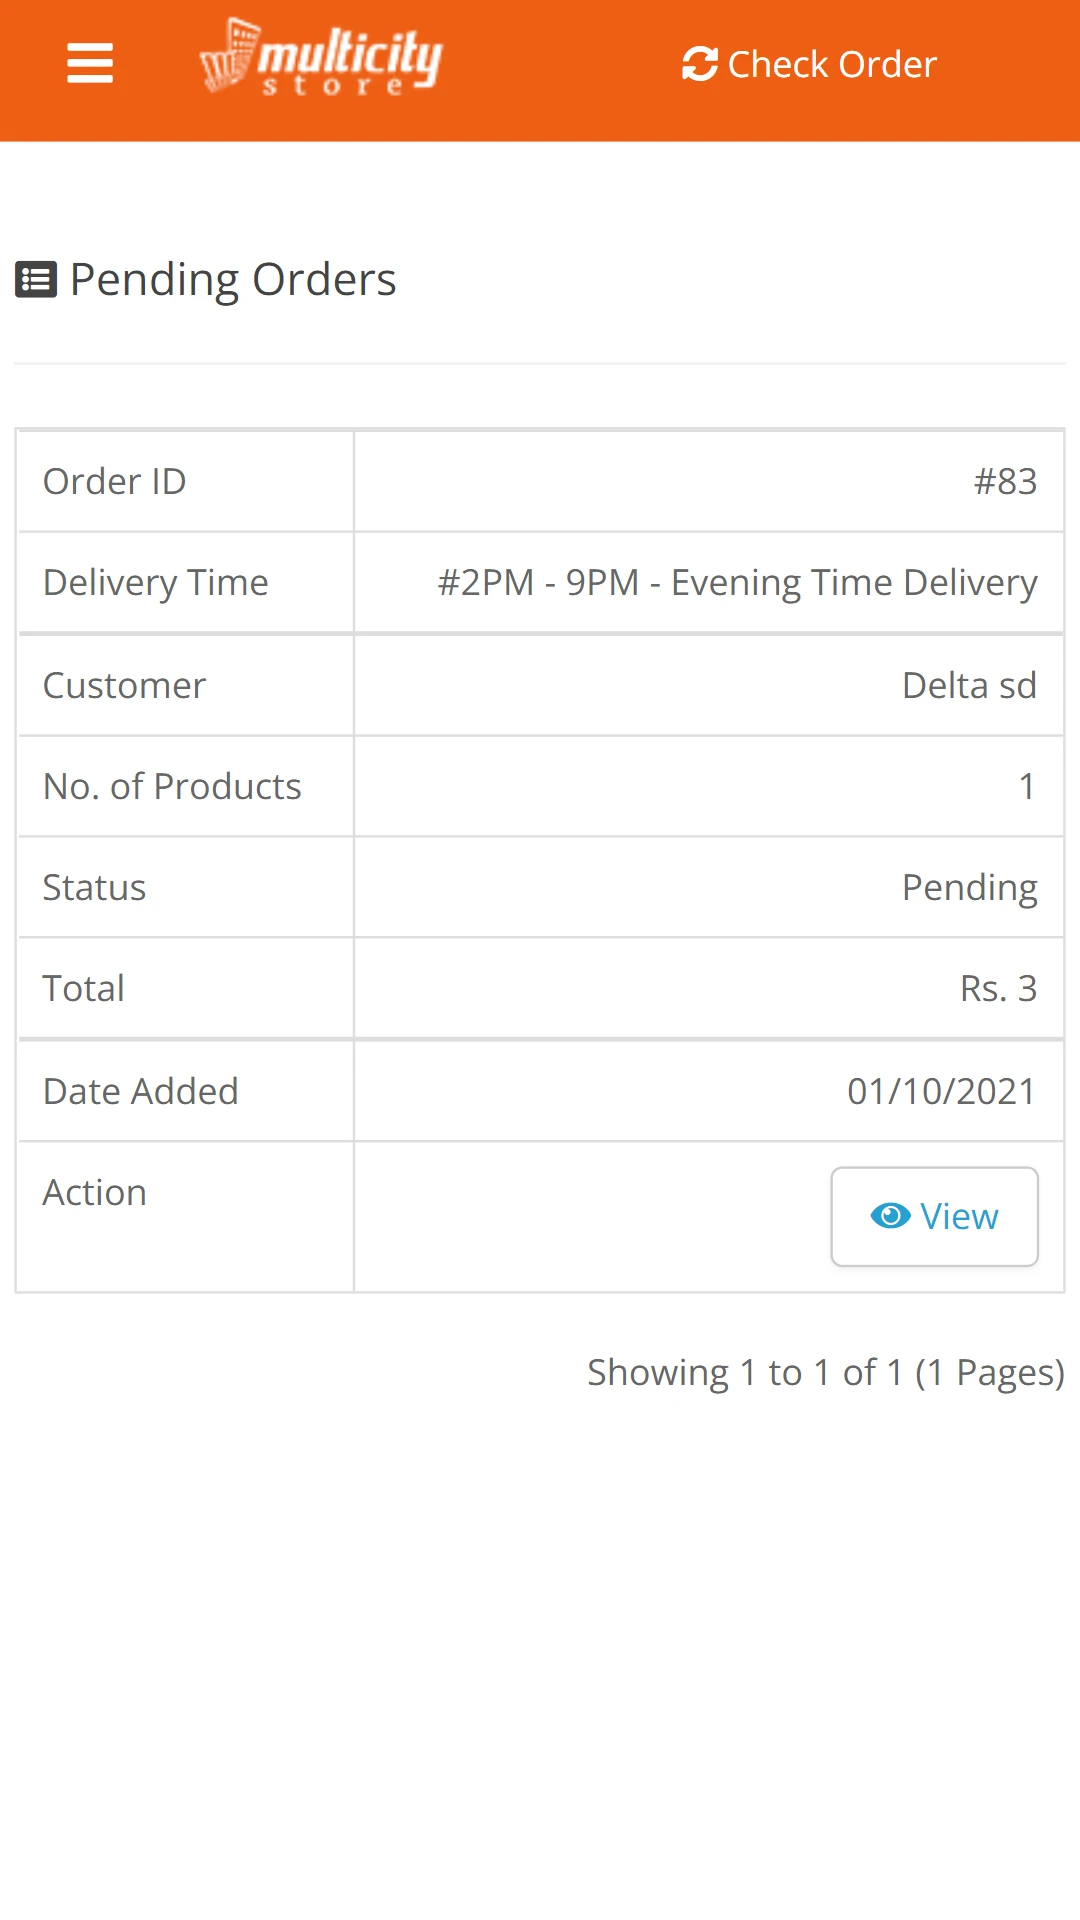 multicity
store
Check Order
Pending Orders
Order ID #83
Delivery Time #2PM - 9PM - Evening Time Delivery
Customer Delta sd
No. of Products 1
Status Pending
Total Rs. 3
Date Added 01/10/2021
Action View
Showing 1 to 1 of 1 (1 Pages)